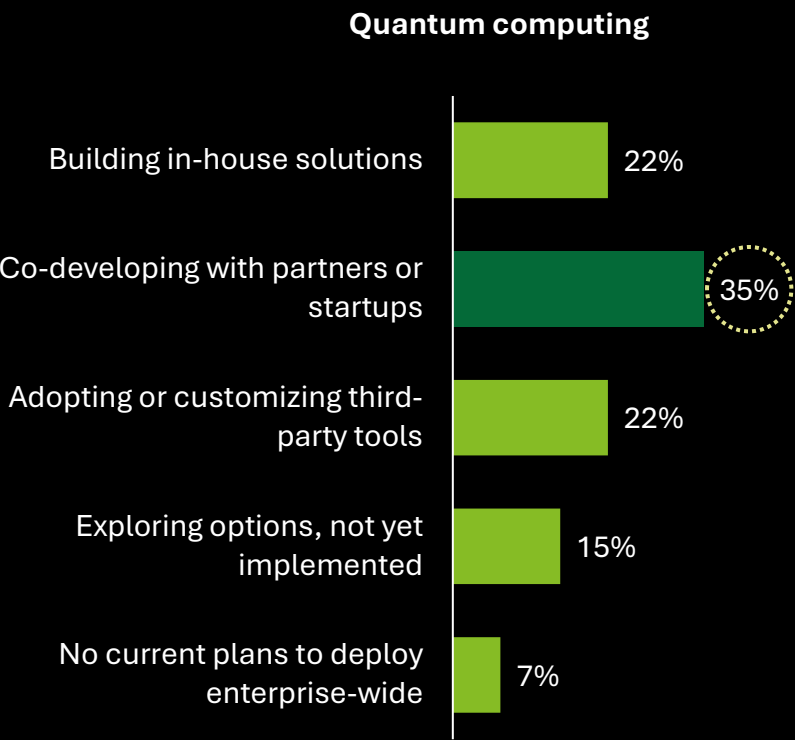 Quantum computing
Building in-house solutions
22%
Co-developing with partners or
startups
35%
Adopting or customizing third-
party tools
22%
Exploring options, not yet
implemented
15%
No current plans to deploy
enterprise-wide
7%